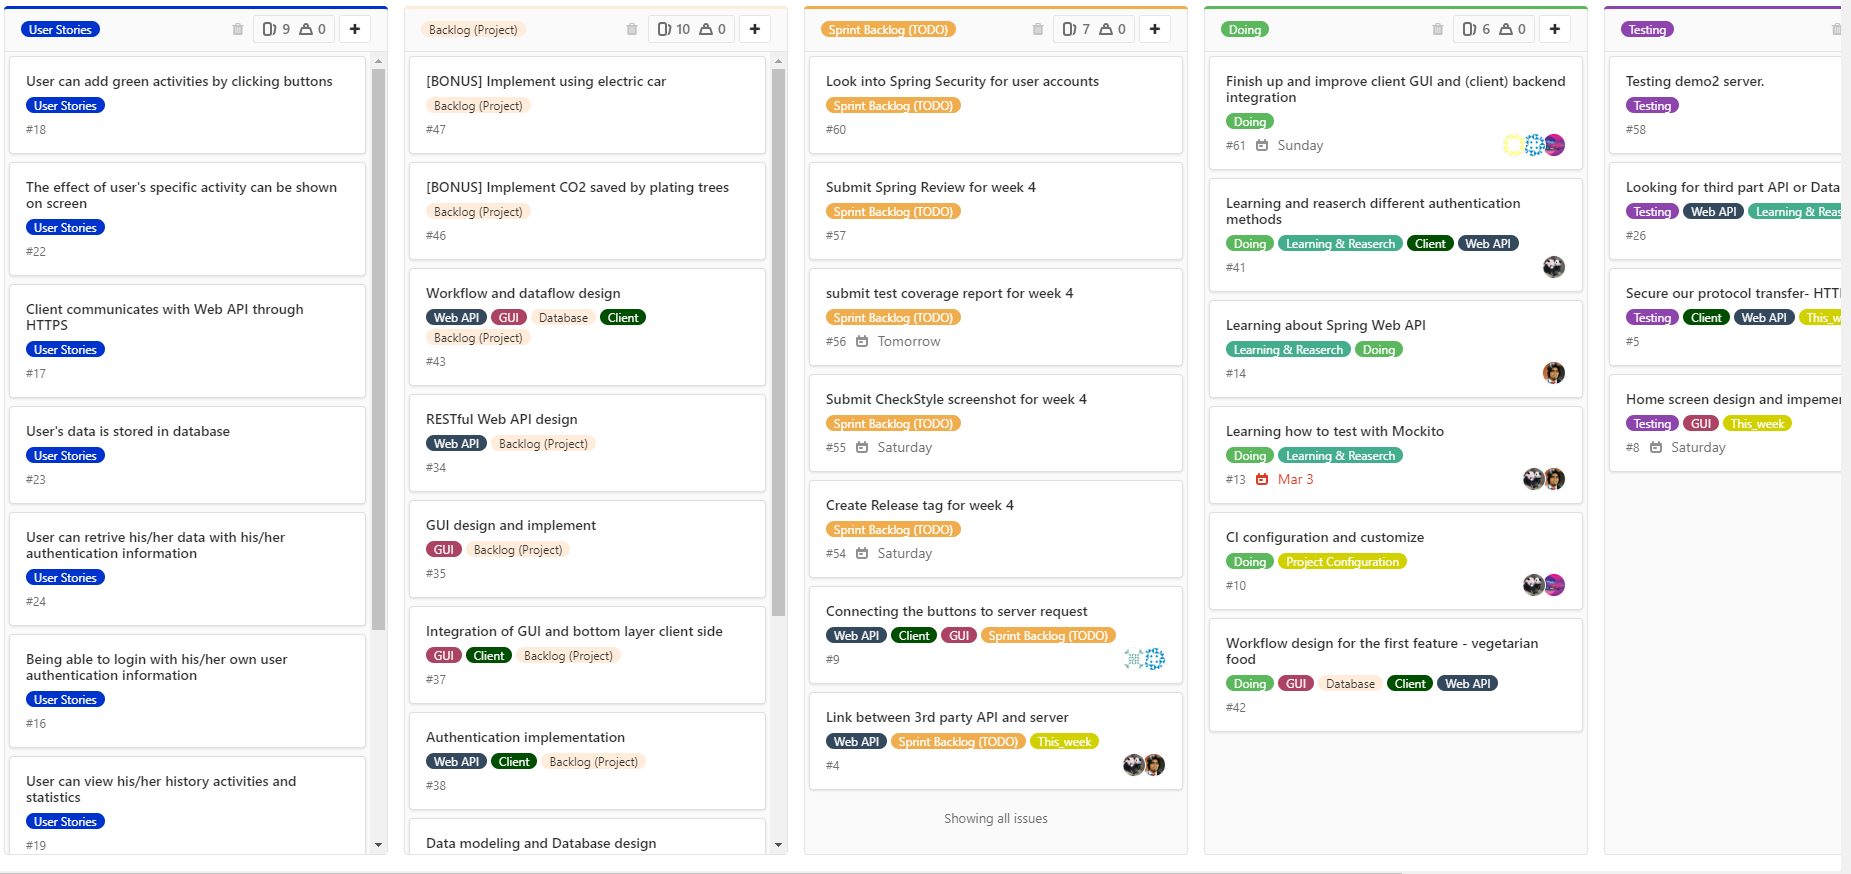 User Stories
9 0
User can add green activities by clicking buttons
User Stories
#18
The effect of user's specific activity can be shown
on screen
User Stories
#22
Client communicates with Web API through
HTTPS
User Stories
#17
User's data is stored in database
User Stories
#23
User can retrive his/her data with his/her
authentication information
User Stories
#24
Being able to login with his/her own user
authentication information
User Stories
#16
User can view his/her history activities and
statistics
User Stories
#19
Backlog (Project)
10 0
[BONUS] Implement using electric car
Backlog (Project)
#47
[BONUS] Implement CO2 saved by plating trees
Backlog (Project)
#46
Workflow and dataflow design
Web API GUI Database Client
Backlog (Project)
#43
RESTful Web API design
Web API Backlog (Project)
#34
GUI design and implement
GUI Backlog (Project)
#35
Integration of GUI and bottom layer client side
GUI Client Backlog (Project)
#37
Authentication implementation
Web API Client Backlog (Project)
#38
Data modeling and Database design
Sprint Backlog (TODO)
7 0
Look into Spring Security for user accounts
Sprint Backlog (TODO)
#60
Submit Spring Review for week 4
Sprint Backlog (TODO)
#57
submit test coverage report for week 4
Sprint Backlog (TODO)
#56 Tomorrow
Submit CheckStyle screenshot for week 4
Sprint Backlog (TODO)
#55 Saturday
Create Release tag for week 4
Sprint Backlog (TODO)
#54 Saturday
Connecting the buttons to server request
Web API Client GUI Sprint Backlog (TODO)
#9
Link between 3rd party API and server
Web API Sprint Backlog (TODO) This_week
#4
Showing all issues
Doing
6 0
Finish up and improve client GUI and (client) backend
integration
Doing
#61 Sunday
Learning and reaserch different authentication
methods
Doing Learning & Reaserch Client Web API
#41
Learning about Spring Web API
Learning & Reaserch Doing
#14
Learning how to test with Mockito
Doing Learning & Reaserch
#13 Mar 3
CI configuration and customize
Doing Project Configuration
#10
Workflow design for the first feature - vegetarian
food
Doing GUI Database Client Web API
#42
Testing
Testing demo2 server.
Testing
#58
Looking for third part API or Data
Testing Web API Learning & Reas
#26
Secure our protocol transfer- HTT
Testing Client Web API This_w
#5
Home screen design and impemen
Testing GUI This_week
#8 Saturday